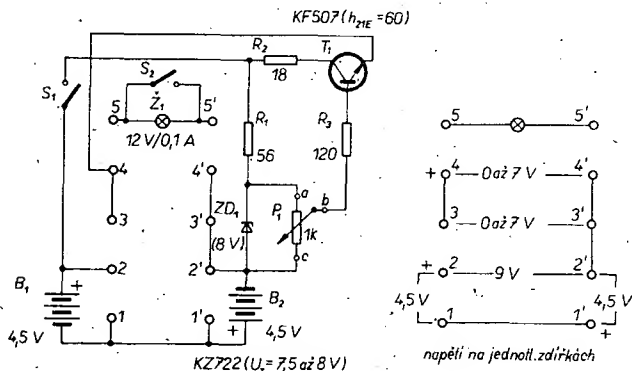 KF507 (h21E = 60)
R2
T1
18
S1
S2
Ž1
5
5'
12 V/0,1 A
R1
56
R3
120
4
4'
a
b
P1
1k
c
3
3'
ZD1
(8 V)
2
2'
B1
+
4,5 V
1
1'
B2
+
4,5 V
KZ722 (Uz = 7,5 až 8 V)
5
5'
+
4
0 až 7 V
4'
3
0 až 7 V
3'
+
2
9 V
2'
4,5 V
4,5 V
1
1'
+
napětí na jednotl. zdířkách